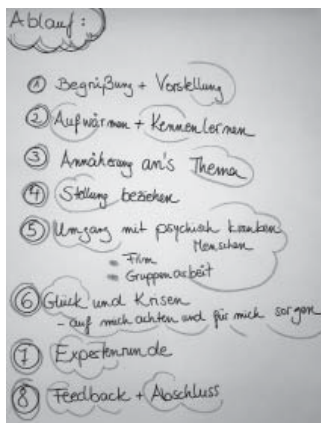 Ablauf:
① Begrüßung + Vorstellung
② Aufwärmen + Kennenlernen
③ Annäherung an's Thema
④ Stellung beziehen
⑤ Umgang mit psychisch kranken
Menschen
- Film
- Gruppenarbeit
⑥ Glück und Krisen
- auf mich achten und für mich sorgen
⑦ Expertenrunde
⑧ Feedback + Abschluss